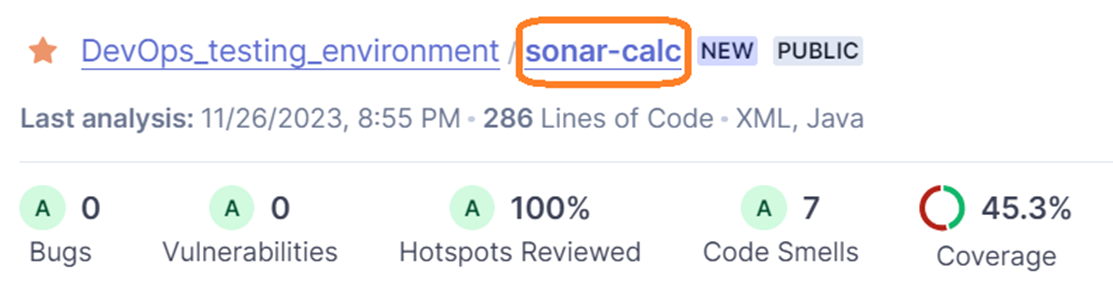 DevOps_testing_environment / sonar-calc NEW PUBLIC
Last analysis: 11/26/2023, 8:55 PM • 286 Lines of Code • XML, Java
A 0 A 0 A 100% A 7 45.3%
Bugs Vulnerabilities Hotspots Reviewed Code Smells Coverage